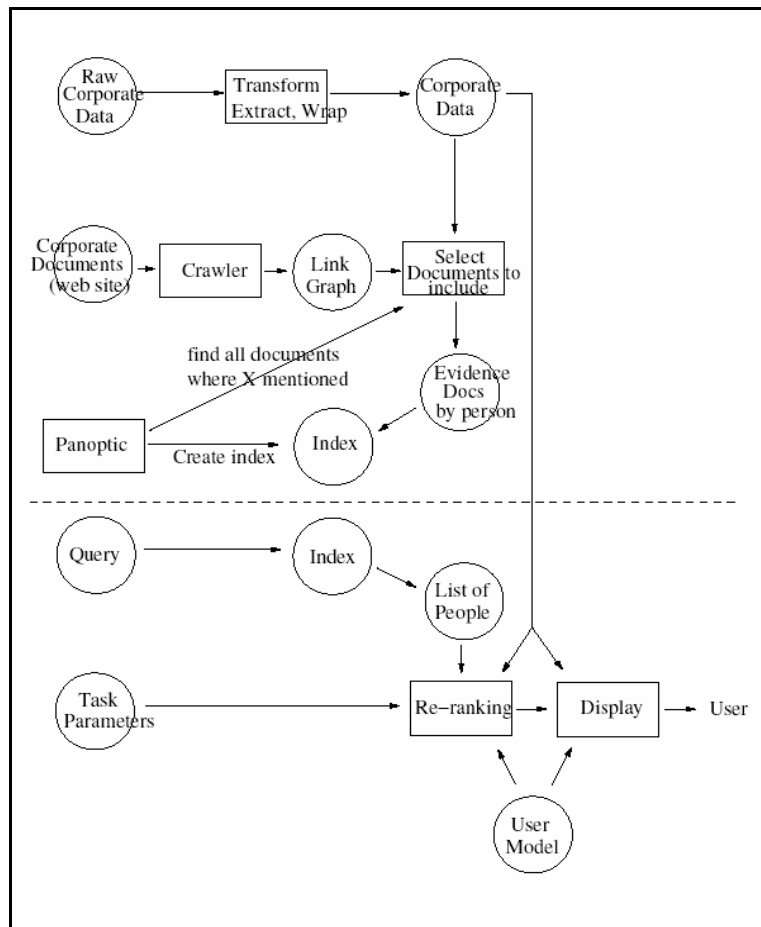 Raw
Corporate
Data
Transform
Extract, Wrap
Corporate
Data
Corporate
Documents
(web site)
Crawler
Link
Graph
Select
Documents to
include
find all documents
where X mentioned
Evidence
Docs
by person
Panoptic
Create index
Index
Query
Index
List of
People
Task
Parameters
Re-ranking
Display
User
User
Model